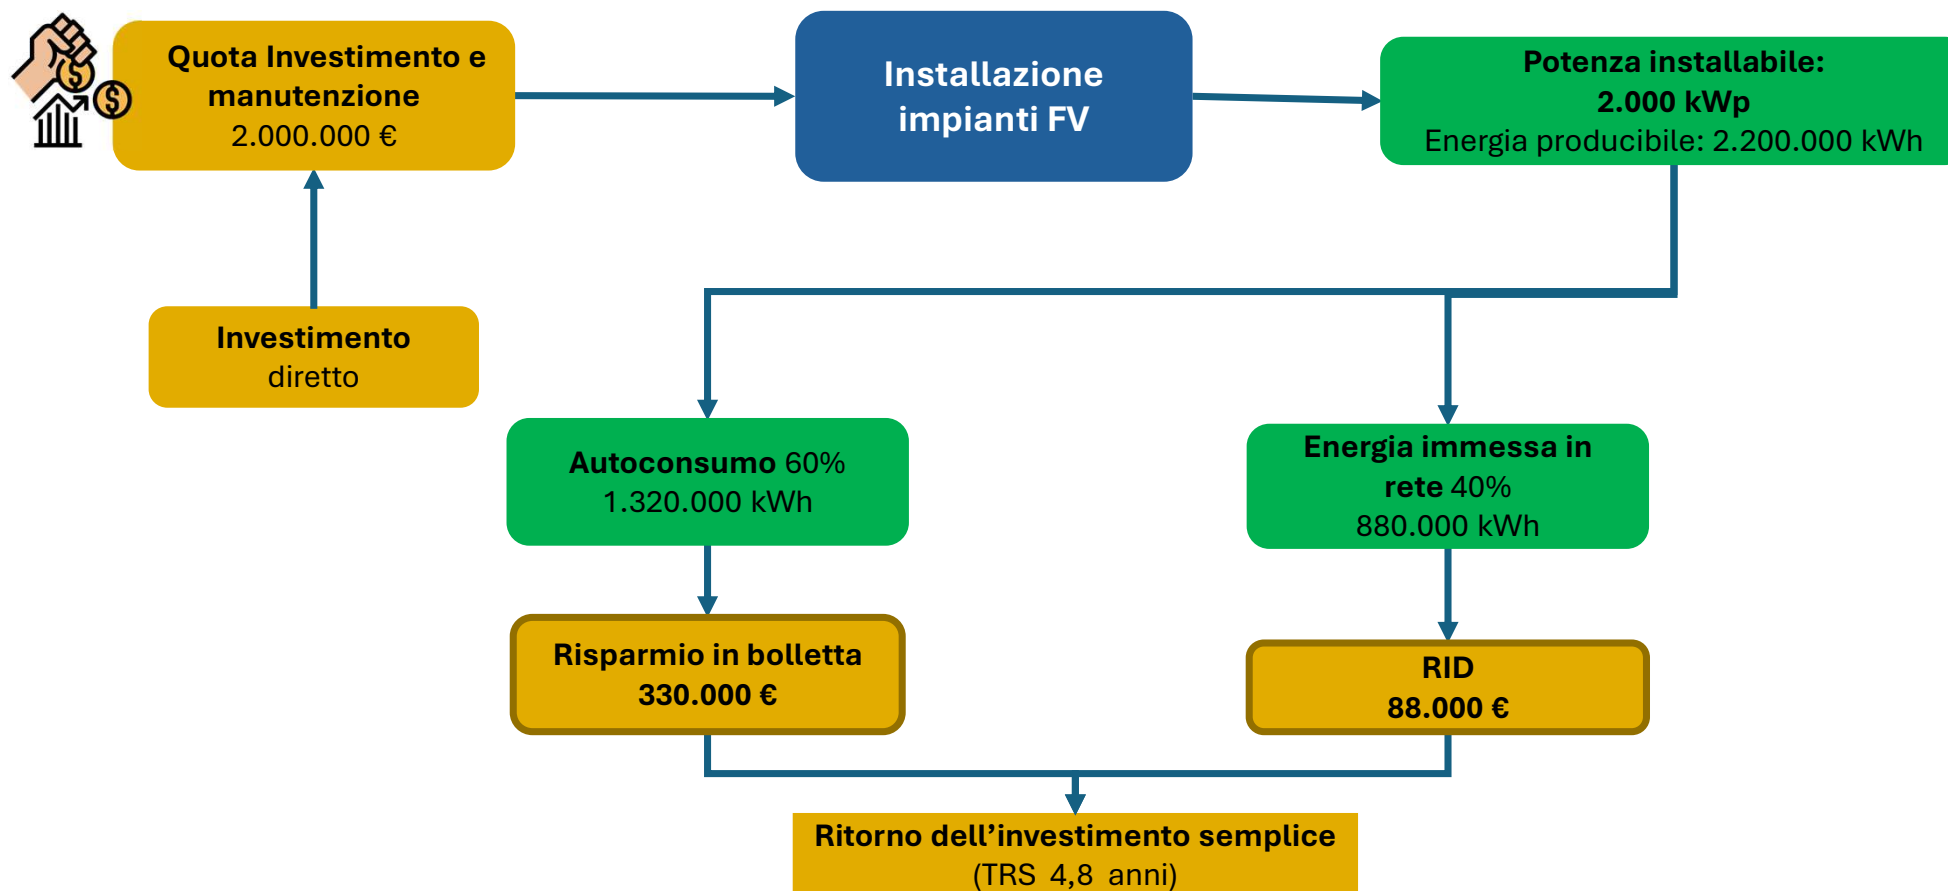 Quota Investimento e
manutenzione
2.000.000 €
Installazione
impianti FV
Potenza installabile:
2.000 kWp
Energia producibile: 2.200.000 kWh
Investimento
diretto
Autoconsumo 60%
1.320.000 kWh
Energia immessa in
rete 40%
880.000 kWh
Risparmio in bolletta
330.000 €
RID
88.000 €
Ritorno dell’investimento semplice
(TRS 4,8 anni)